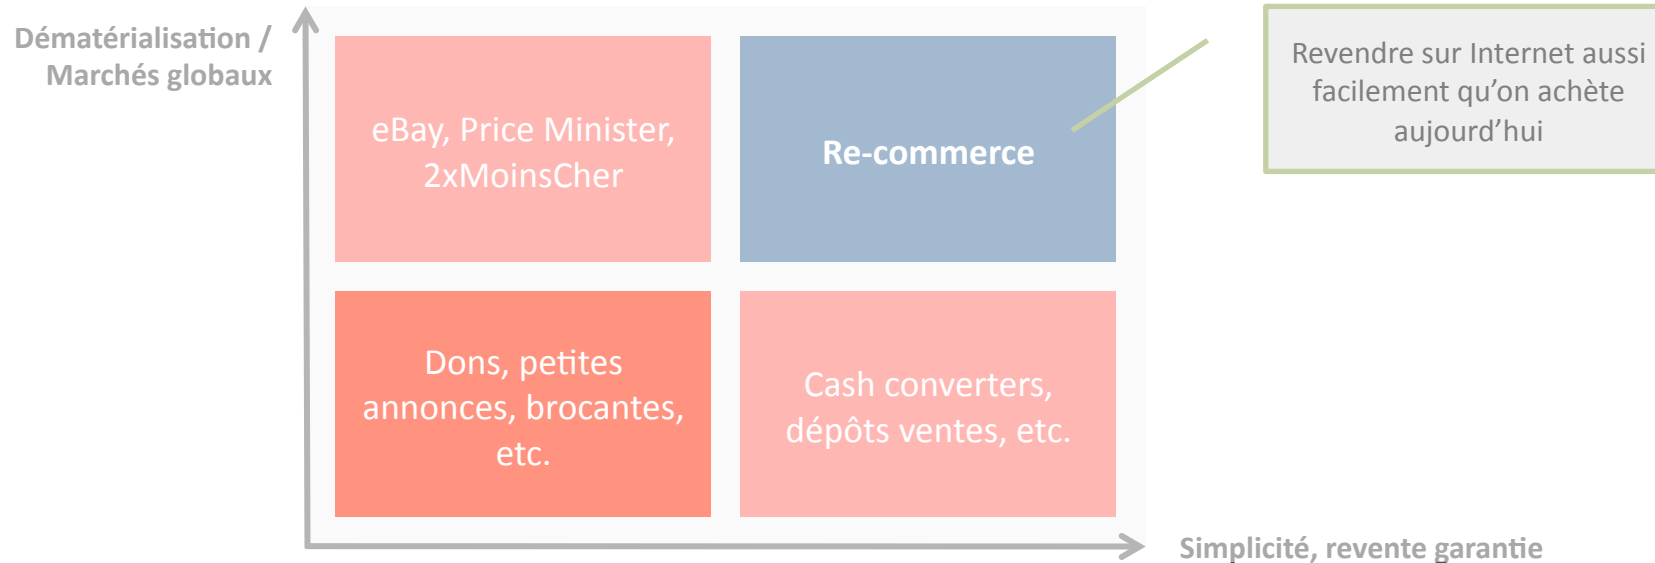 Dématérialisation /
Marchés globaux
eBay, Price Minister,
2xMoinsCher
Re-commerce
Revendre sur Internet aussi
facilement qu’on achète
aujourd’hui
Dons, petites
annonces, brocantes,
etc.
Cash converters,
dépôts ventes, etc.
Simplicité, revente garantie